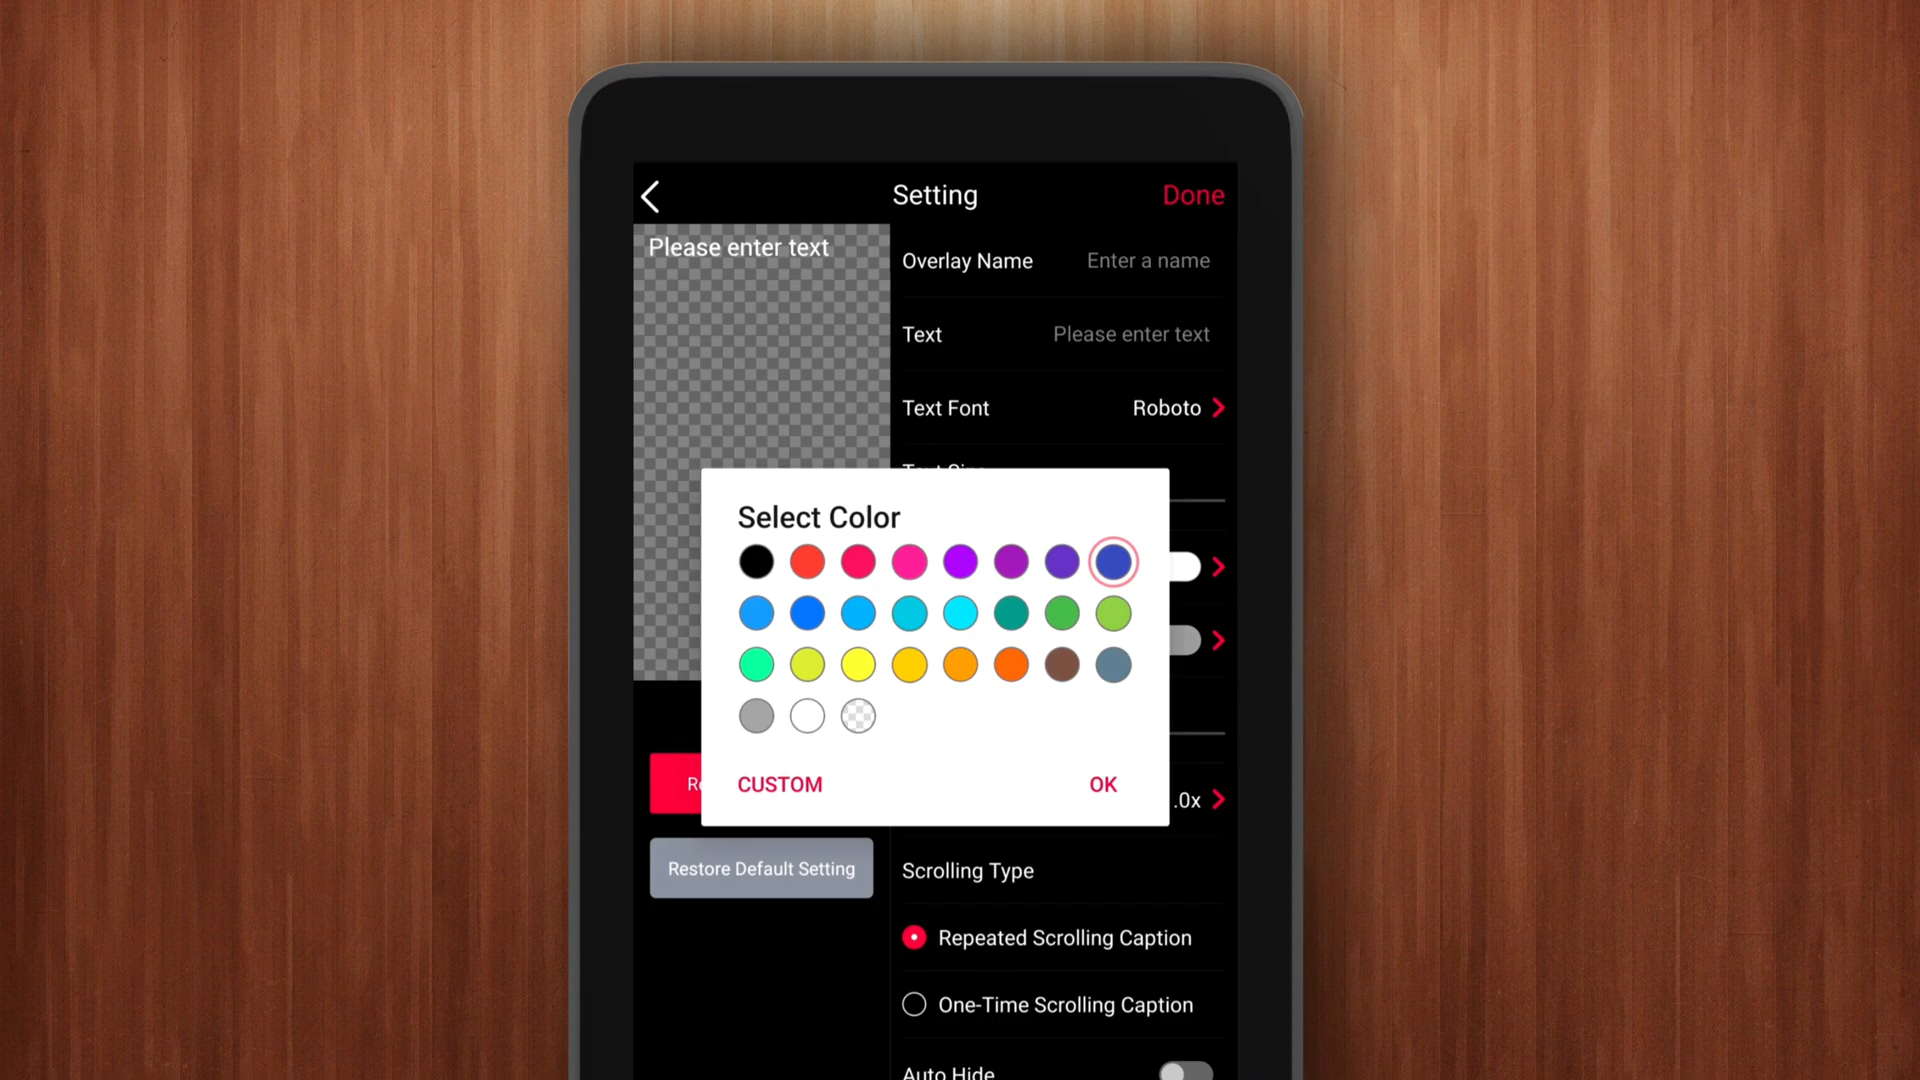 Setting
Done
Please enter text
Overlay Name
Enter a name
Text
Please enter text
Text Font
Roboto
Select Color
CUSTOM
OK
.0x
Restore Default Setting
Scrolling Type
Repeated Scrolling Caption
One-Time Scrolling Caption
Auto Hide